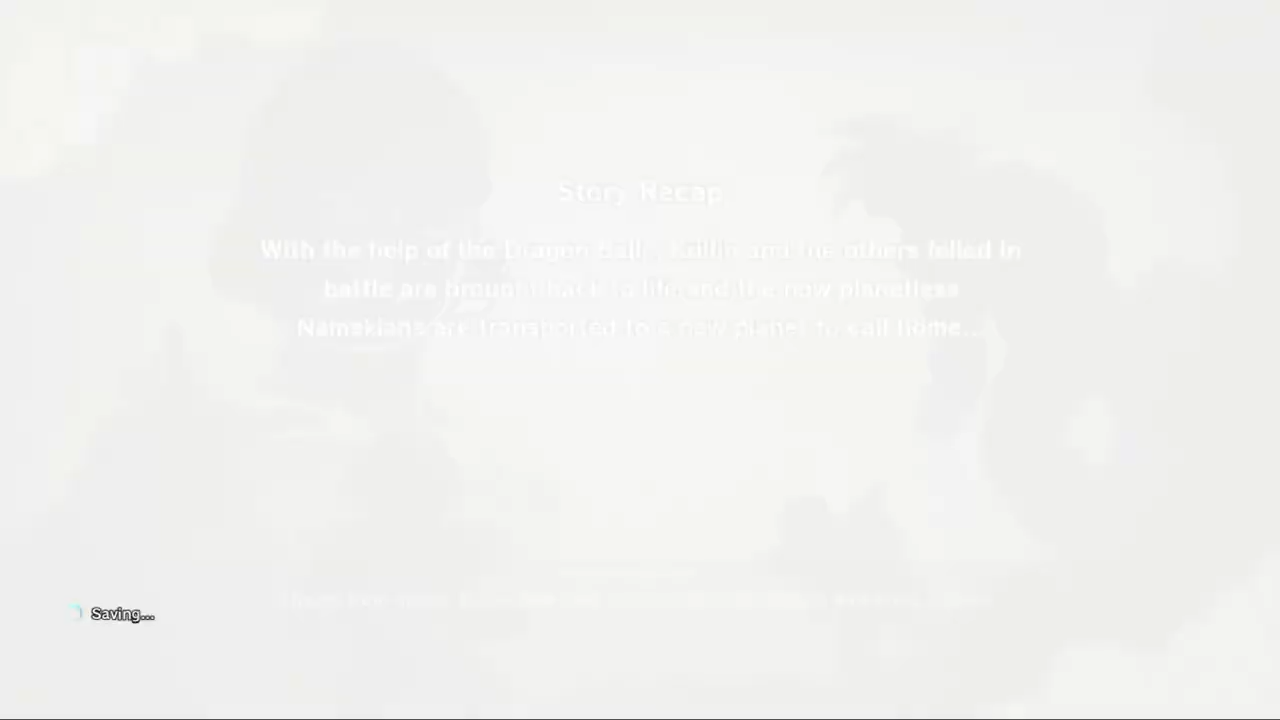 Story Recap
With the help of the Dragon Balls, Krillin and the others felled in
battle are brought back to life and the now planetless
Namekians are transported to a new planet to call home...
Saving...